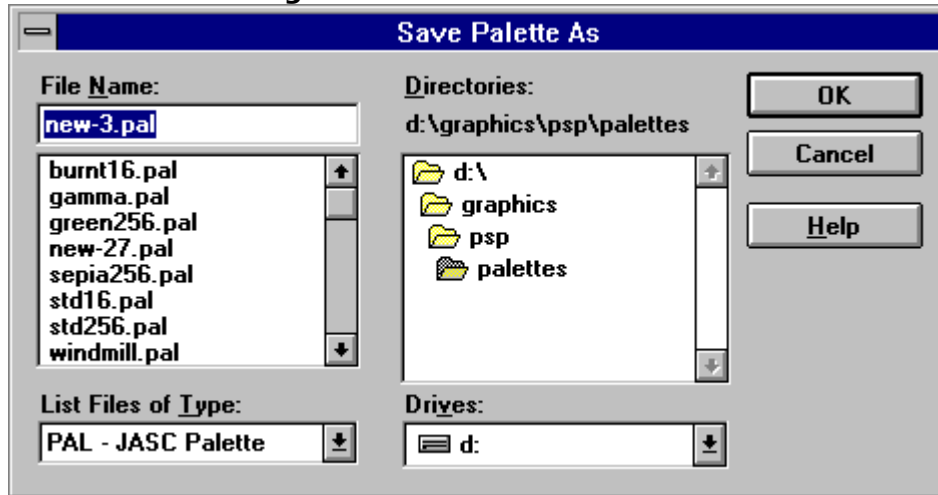 Save Palette As
File Name:
new-3.pal
burnt16.pal
gamma.pal
green256.pal
new-27.pal
sepia256.pal
std16.pal
std256.pal
windmill.pal
List Files of Type:
PAL - JASC Palette
Directories:
d:\graphics\psp\palettes
d:\
graphics
psp
palettes
Drives:
d:
OK
Cancel
Help